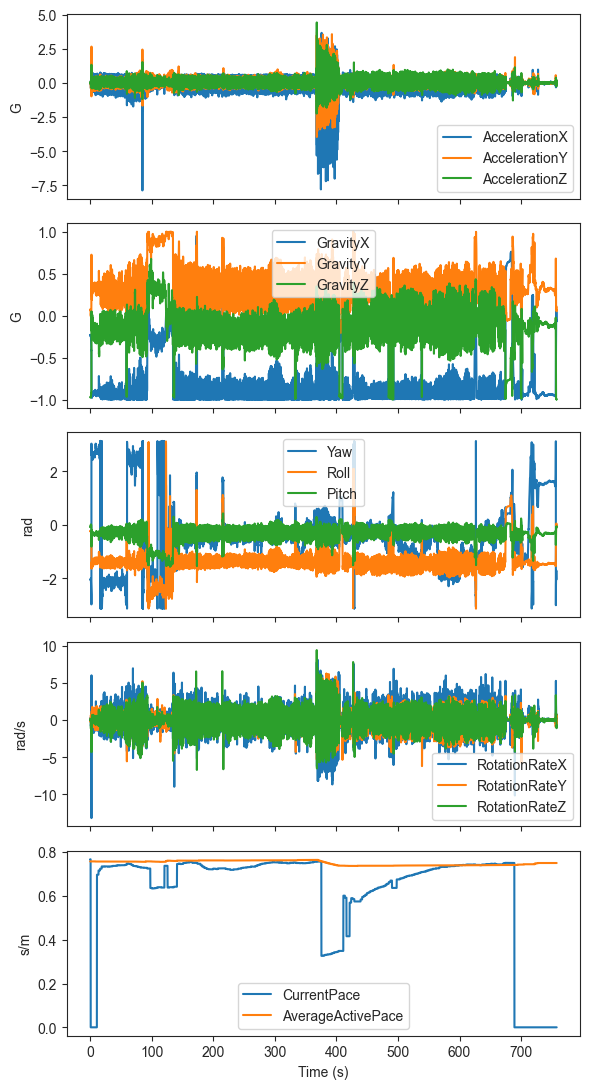 5.0
2.5
0.0
−2.5
−5.0
−7.5
G
AccelerationX
AccelerationY
AccelerationZ
1.0
0.5
0.0
−0.5
−1.0
G
GravityX
GravityY
GravityZ
2
0
−2
rad
Yaw
Roll
Pitch
10
5
0
−5
−10
rad/s
RotationRateX
RotationRateY
RotationRateZ
0.8
0.6
0.4
0.2
0.0
s/m
CurrentPace
AverageActivePace
0 100 200 300 400 500 600 700
Time (s)